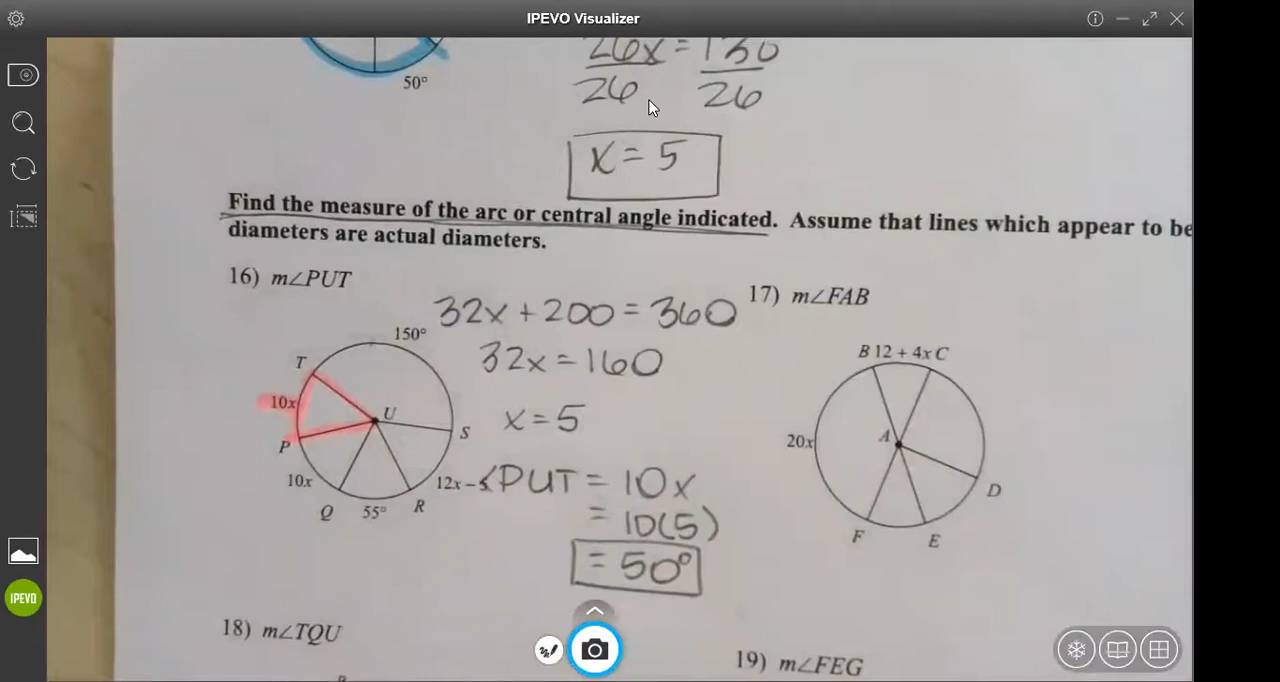 IPEVO Visualizer
50°
26x = 130
26 26
x = 5
Find the measure of the arc or central angle indicated. Assume that lines which appear to be
diameters are actual diameters.
16) m∠PUT
32x + 200 = 360
32x = 160
x = 5
∠PUT = 10x
= 10(5)
= 50°
150°
T
10x
U
S
P
10x
12x -
Q
55°
R
17) m∠FAB
B 12 + 4x C
20x
A
D
F
E
18) m∠TQU
19) m∠FEG
IPEVO